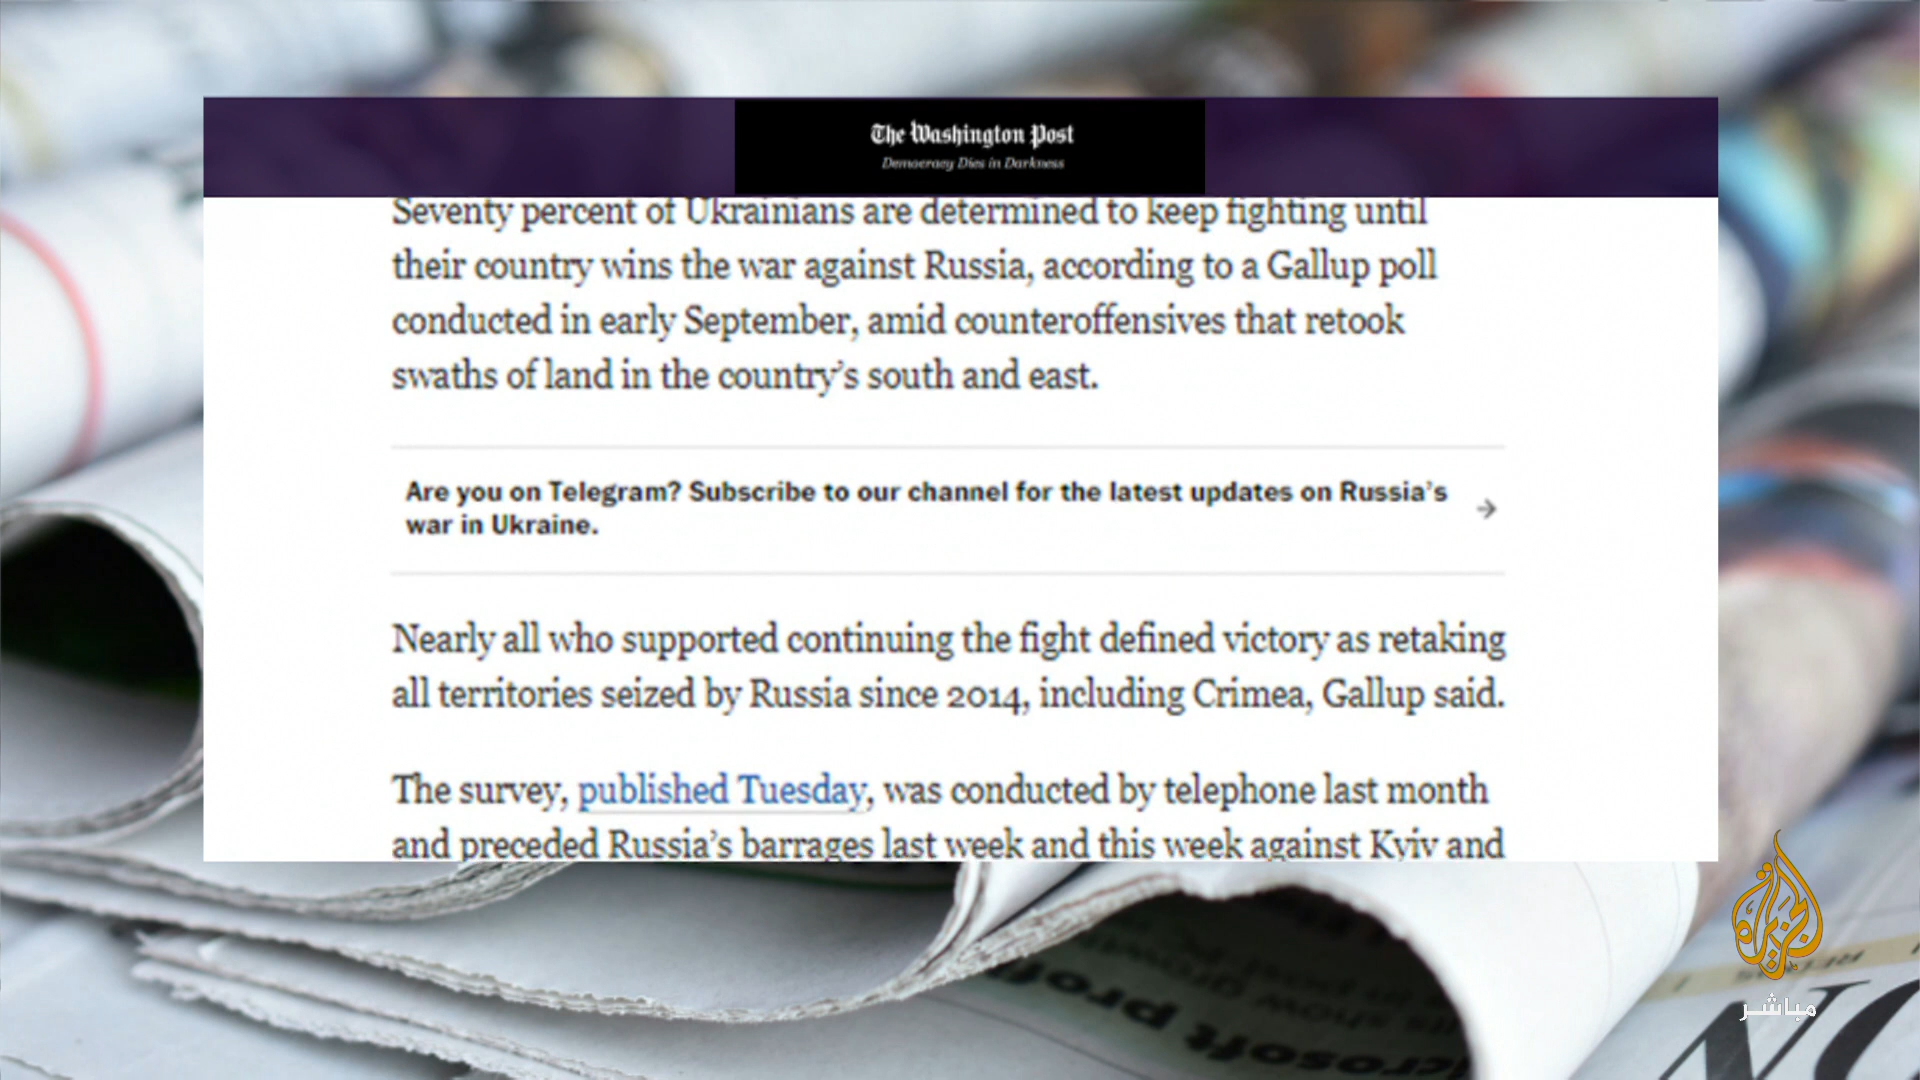 The Washington Post
Democracy Dies in Darkness
Seventy percent of Ukrainians are determined to keep fighting until
their country wins the war against Russia, according to a Gallup poll
conducted in early September, amid counteroffensives that retook
swaths of land in the country’s south and east.
Are you on Telegram? Subscribe to our channel for the latest updates on Russia’s
war in Ukraine.
Nearly all who supported continuing the fight defined victory as retaking
all territories seized by Russia since 2014, including Crimea, Gallup said.
The survey, published Tuesday, was conducted by telephone last month
and preceded Russia’s barrages last week and this week against Kyiv and
الجزيرة
مباشر